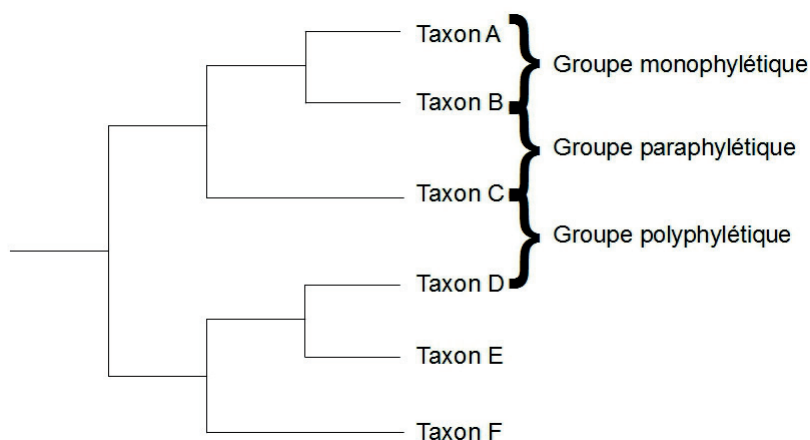 Taxon A
Groupe monophylétique
Taxon B
Groupe paraphylétique
Taxon C
Groupe polyphylétique
Taxon D
Taxon E
Taxon F